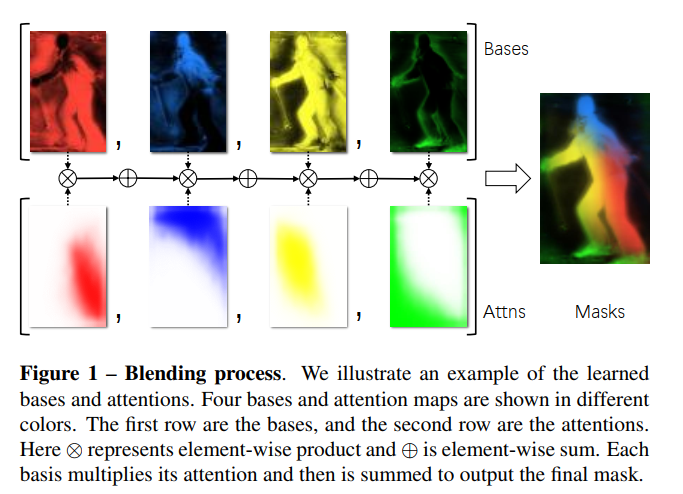 Bases
, , ,
Attns
, , ,
Masks
Figure 1 – Blending process. We illustrate an example of the learned
bases and attentions. Four bases and attention maps are shown in different
colors. The first row are the bases, and the second row are the attentions.
Here ⊗ represents element-wise product and ⊕ is element-wise sum. Each
basis multiplies its attention and then is summed to output the final mask.